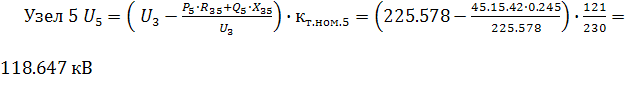 Узел 5 U₅ = ( U₃ − (P₅·R₃₅+Q₅·X₃₅)/U₃ ) · к_т.ном.5 = (225.578 − (45.15.42·0.245)/225.578) · 121/230 =
118.647 кВ